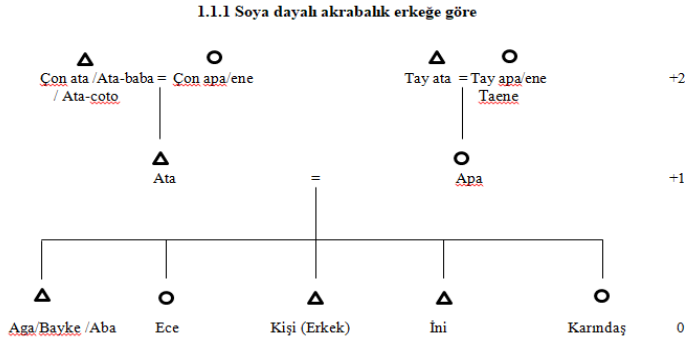 1.1.1 Soya dayalı akrabalık erkeğe göre
Çon ata /Ata-baba = Çon apa/ene Tay ata = Tay apa/ene +2
/ Ata-çoto Taene
Ata = Apa +1
Aga/Bayke /Aba Ece Kişi (Erkek) İni Karındaş 0